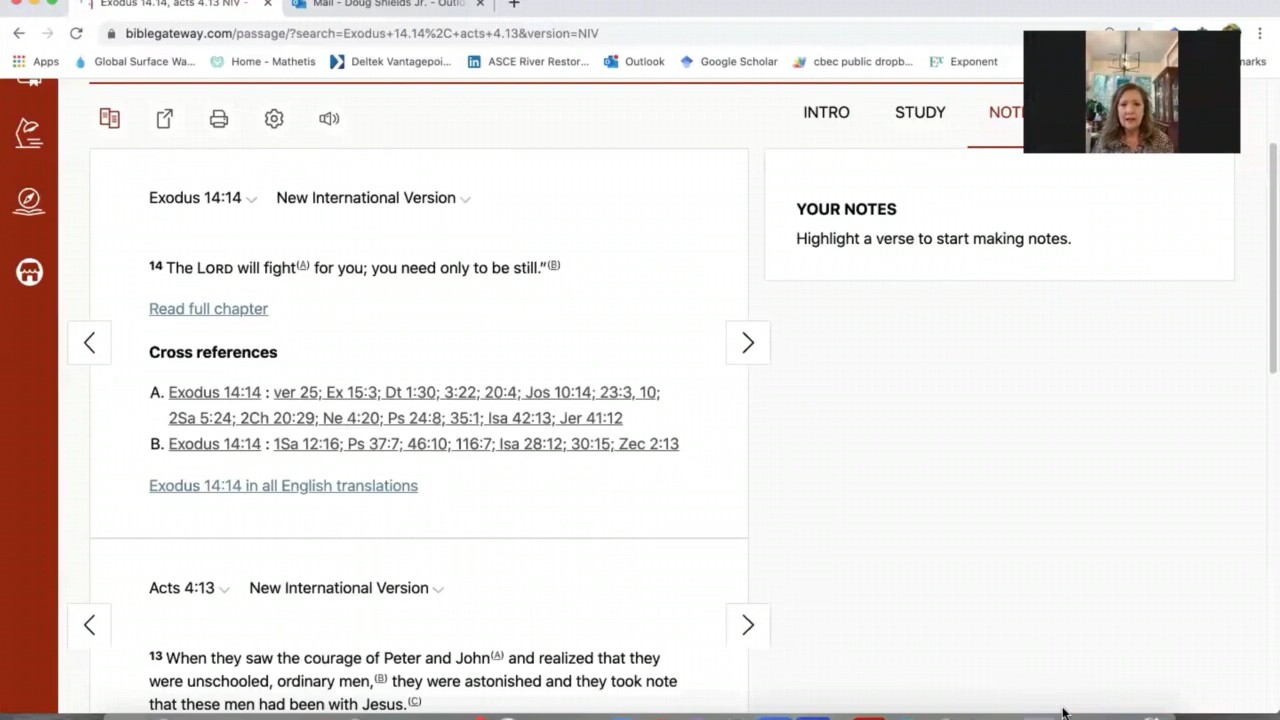 Exodus 14.14, acts 4.13 NIV -
Mail - Doug Shields Jr. - Outlo
biblegateway.com/passage/?search=Exodus+14.14%2C+acts+4.13&version=NIV
Apps Global Surface Wa... Home - Mathetis Deltek Vantagepoi... ASCE River Restor... Outlook Google Scholar cbec public dropb... Exponent marks
INTRO STUDY NOT
Exodus 14:14 New International Version
YOUR NOTES
Highlight a verse to start making notes.
14 The LORD will fight(A) for you; you need only to be still.”(B)
Read full chapter
Cross references
A. Exodus 14:14 : ver 25; Ex 15:3; Dt 1:30; 3:22; 20:4; Jos 10:14; 23:3, 10;
2Sa 5:24; 2Ch 20:29; Ne 4:20; Ps 24:8; 35:1; Isa 42:13; Jer 41:12
B. Exodus 14:14 : 1Sa 12:16; Ps 37:7; 46:10; 116:7; Isa 28:12; 30:15; Zec 2:13
Exodus 14:14 in all English translations
Acts 4:13 New International Version
13 When they saw the courage of Peter and John(A) and realized that they
were unschooled, ordinary men,(B) they were astonished and they took note
that these men had been with Jesus.(C)